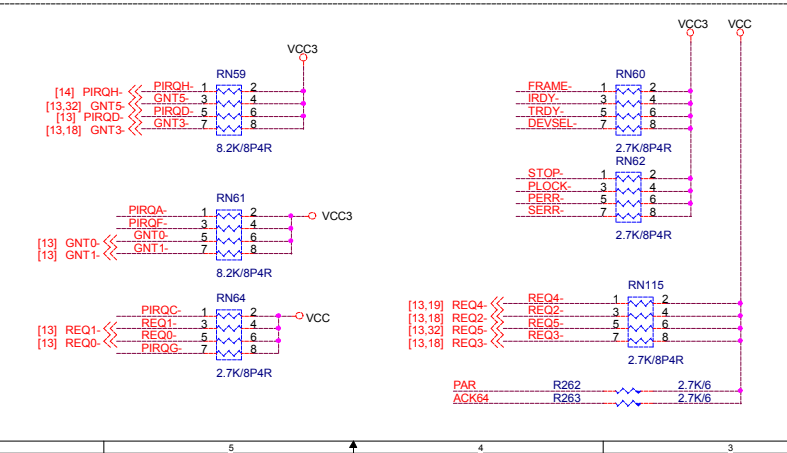 VCC3 VCC
VCC3
RN59
[14] PIRQH- PIRQH- 1 2
[13,32] GNT5- GNT5- 3 4
[13] PIRQD- PIRQD- 5 6
[13,18] GNT3- GNT3- 7 8
8.2K/8P4R
RN60
FRAME- 1 2
IRDY- 3 4
TRDY- 5 6
DEVSEL- 7 8
2.7K/8P4R
RN62
STOP- 1 2
PLOCK- 3 4
PERR- 5 6
SERR- 7 8
2.7K/8P4R
RN61
PIRQA- 1 2 VCC3
PIRQF- 3 4
[13] GNT0- GNT0- 5 6
[13] GNT1- GNT1- 7 8
8.2K/8P4R
RN64
PIRQC- 1 2 VCC
[13] REQ1- REQ1- 3 4
[13] REQ0- REQ0- 5 6
PIRQG- 7 8
2.7K/8P4R
RN115
[13,19] REQ4- REQ4- 1 2
[13,18] REQ2- REQ2- 3 4
[13,32] REQ5- REQ5- 5 6
[13,18] REQ3- REQ3- 7 8
2.7K/8P4R
PAR R262 2.7K/6
ACK64 R263 2.7K/6
5 4 3